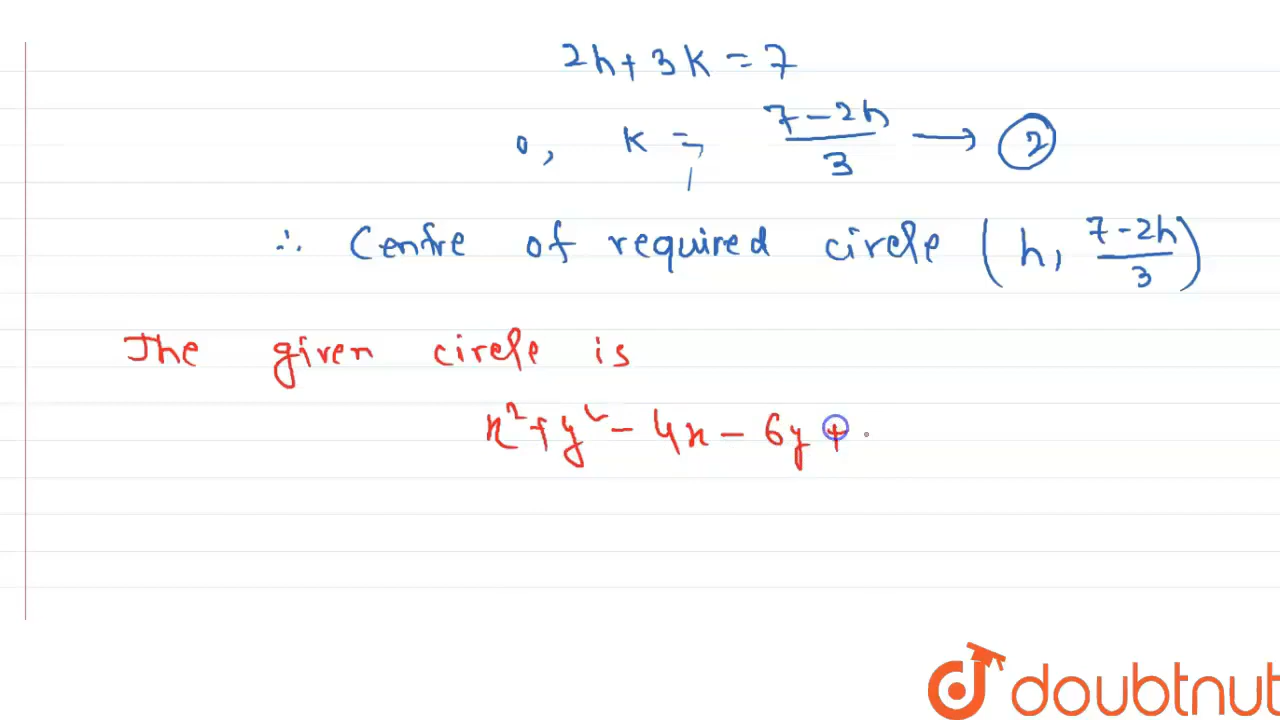 2h + 3k = 7
o, k = (7 - 2h)/3 → ②
∴ Centre of required circle (h, (7 - 2h)/3)
The given circle is
x² + y² - 4x - 6y +
doubtnut